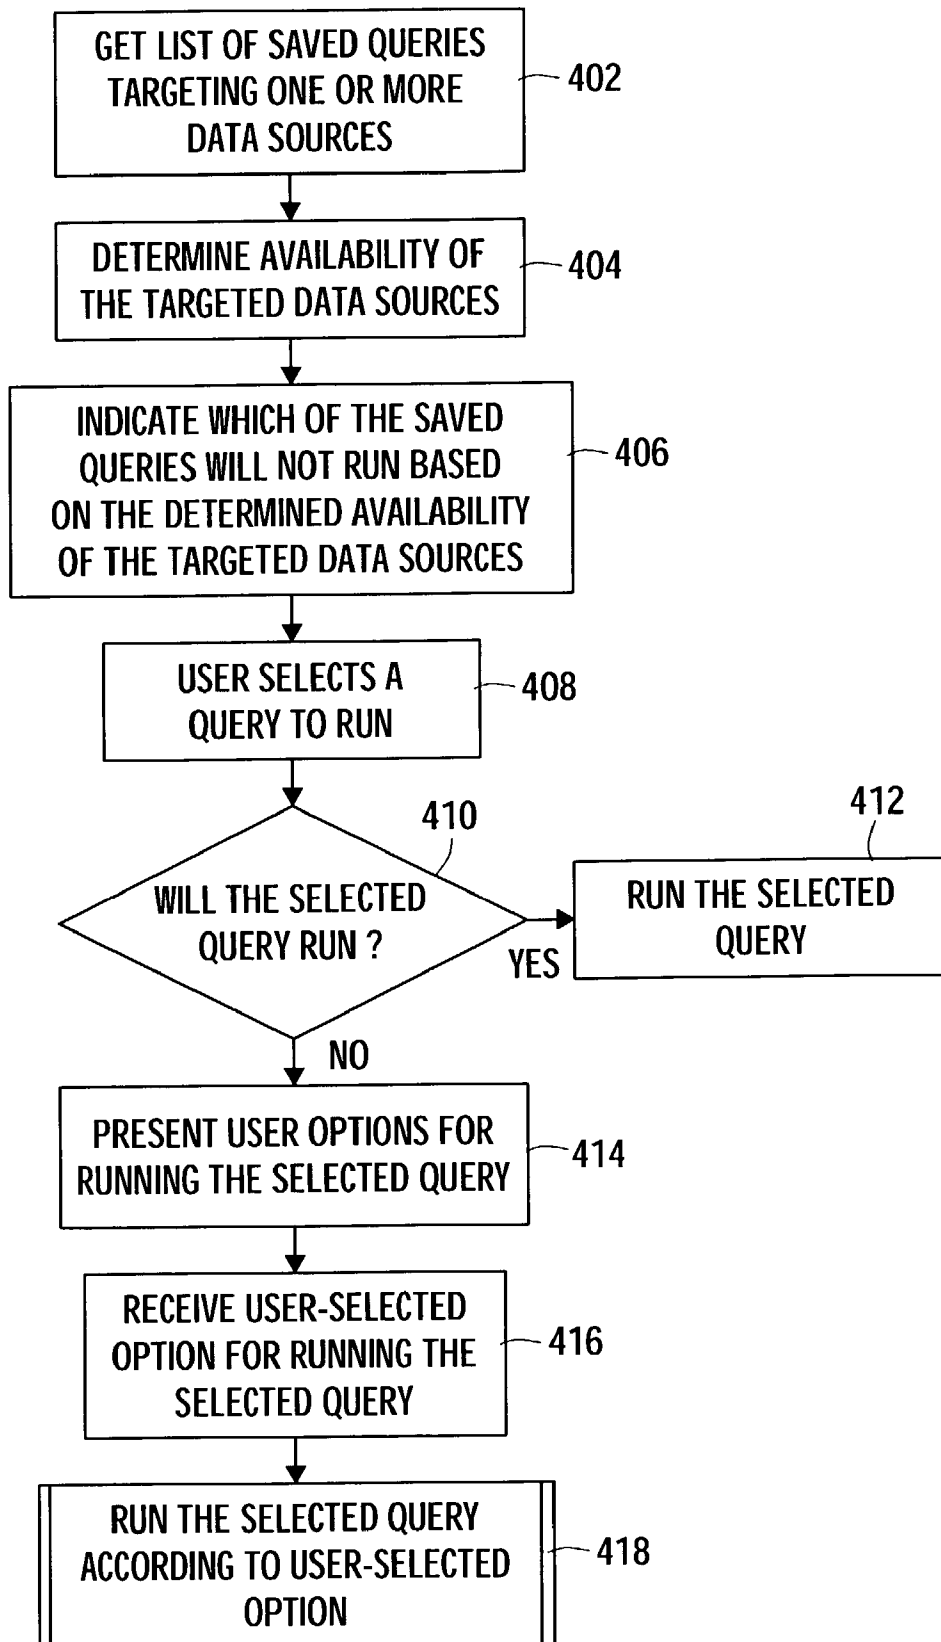 GET LIST OF SAVED QUERIES
TARGETING ONE OR MORE
DATA SOURCES
402
DETERMINE AVAILABILITY OF
THE TARGETED DATA SOURCES
404
INDICATE WHICH OF THE SAVED
QUERIES WILL NOT RUN BASED
ON THE DETERMINED AVAILABILITY
OF THE TARGETED DATA SOURCES
406
USER SELECTS A
QUERY TO RUN
408
410
WILL THE SELECTED
QUERY RUN ?
YES
412
RUN THE SELECTED
QUERY
NO
PRESENT USER OPTIONS FOR
RUNNING THE SELECTED QUERY
414
RECEIVE USER-SELECTED
OPTION FOR RUNNING THE
SELECTED QUERY
416
RUN THE SELECTED QUERY
ACCORDING TO USER-SELECTED
OPTION
418